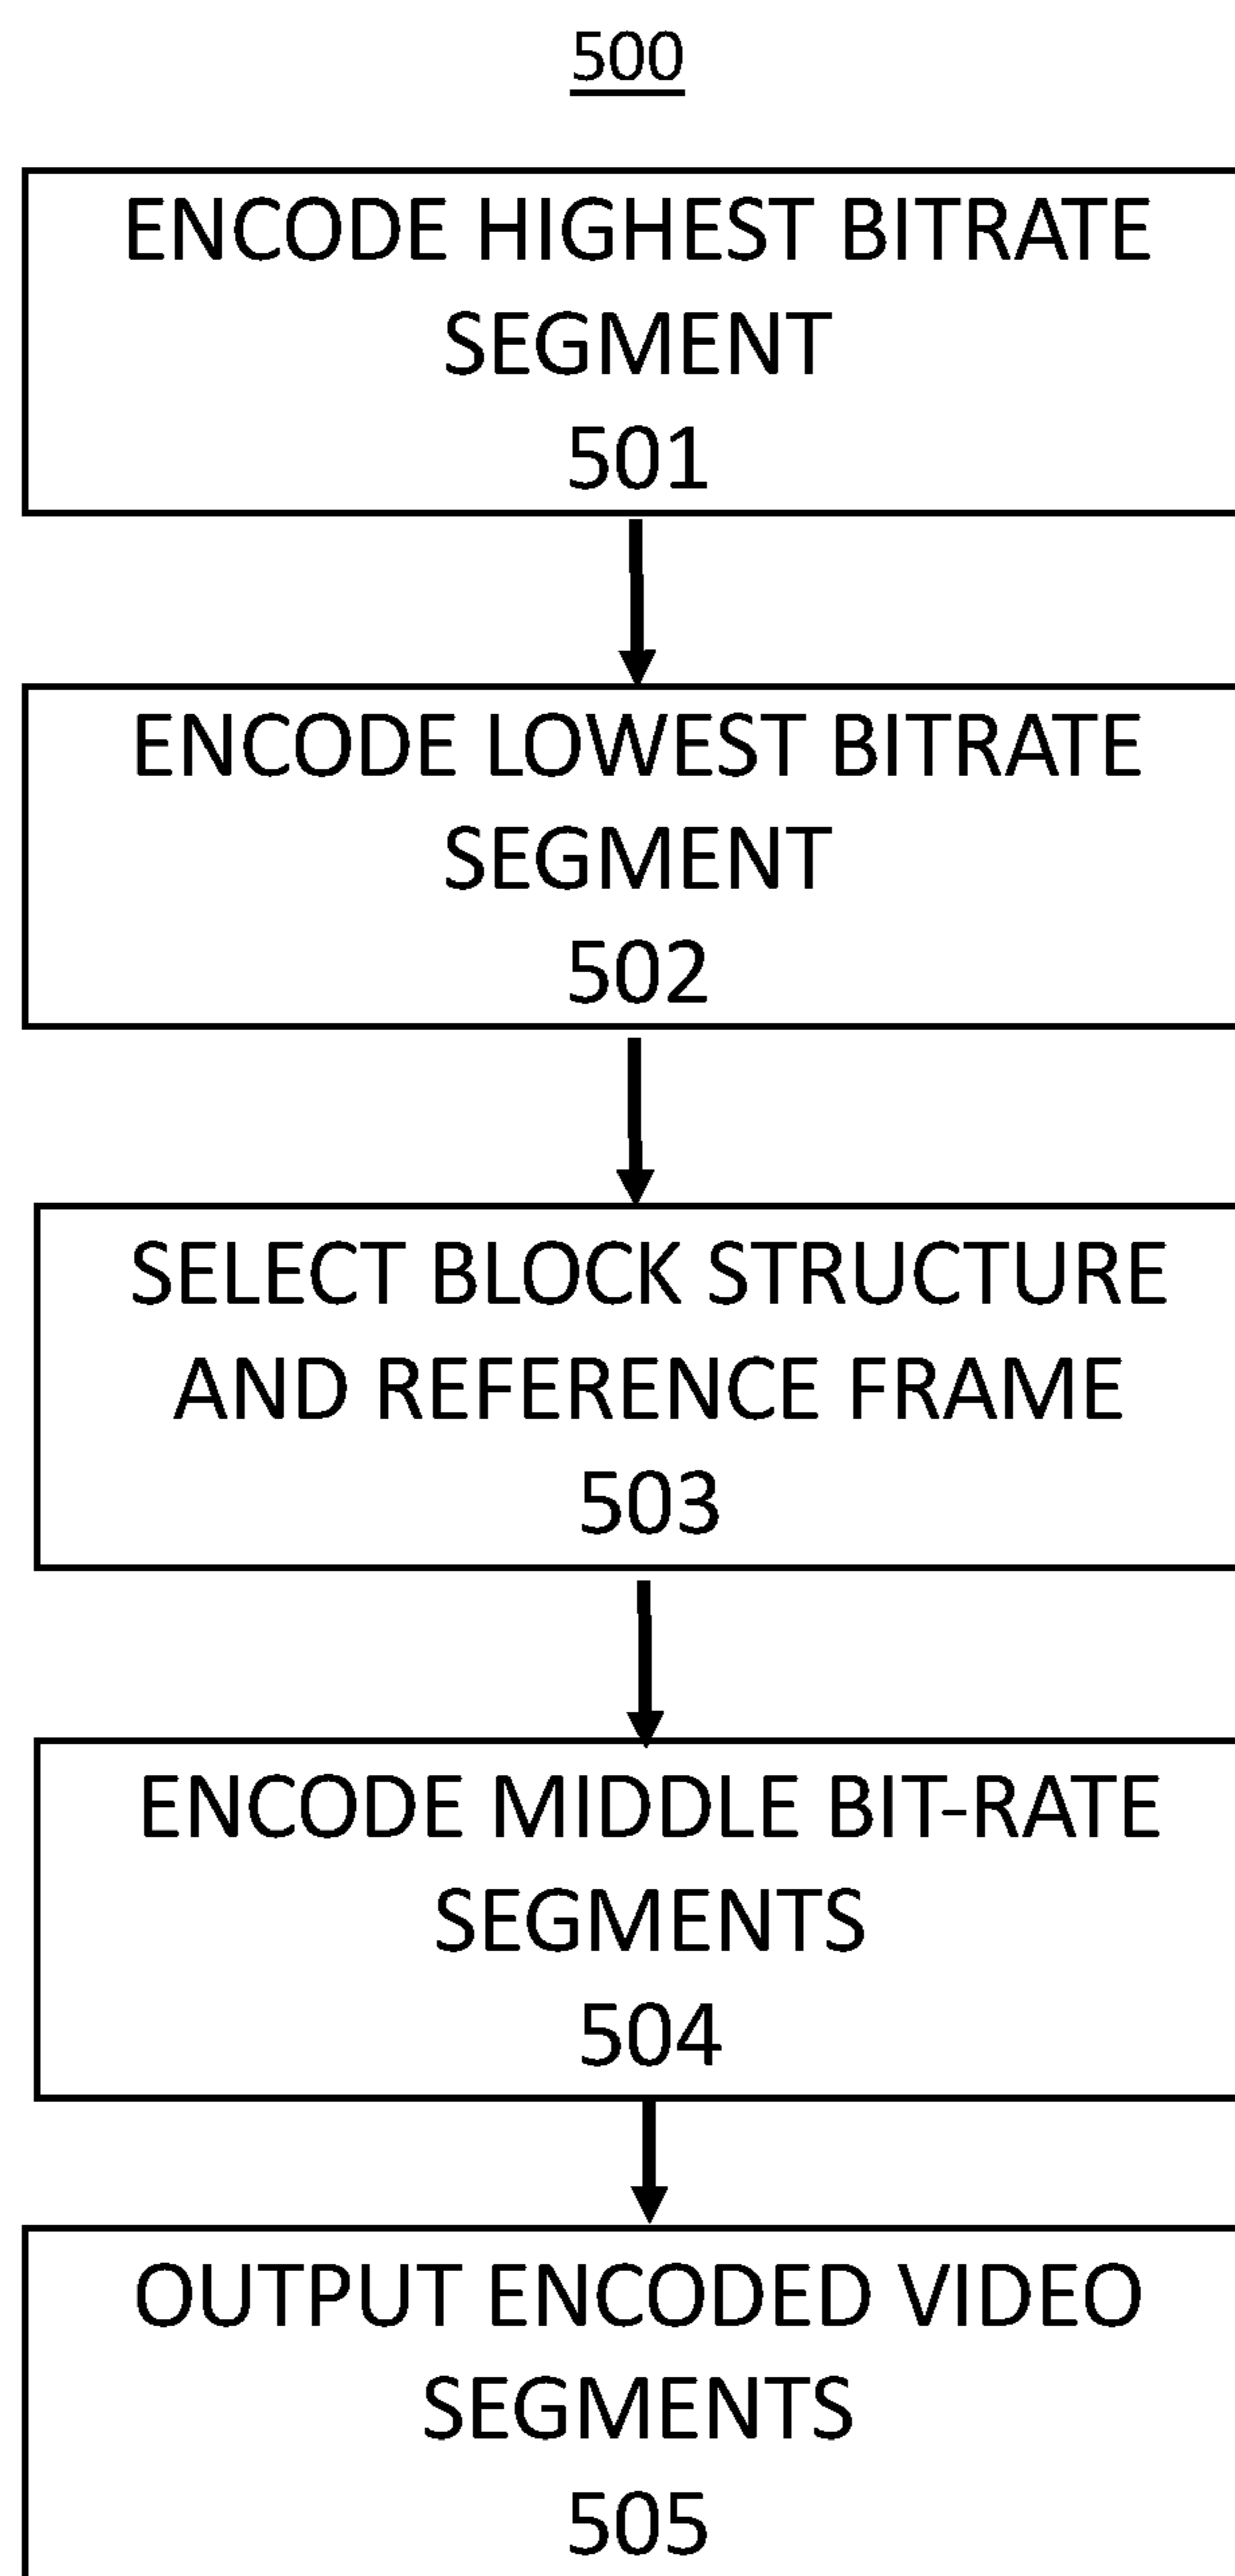 500
ENCODE HIGHEST BITRATE
SEGMENT
501
ENCODE LOWEST BITRATE
SEGMENT
502
SELECT BLOCK STRUCTURE
AND REFERENCE FRAME
503
ENCODE MIDDLE BIT-RATE
SEGMENTS
504
OUTPUT ENCODED VIDEO
SEGMENTS
505